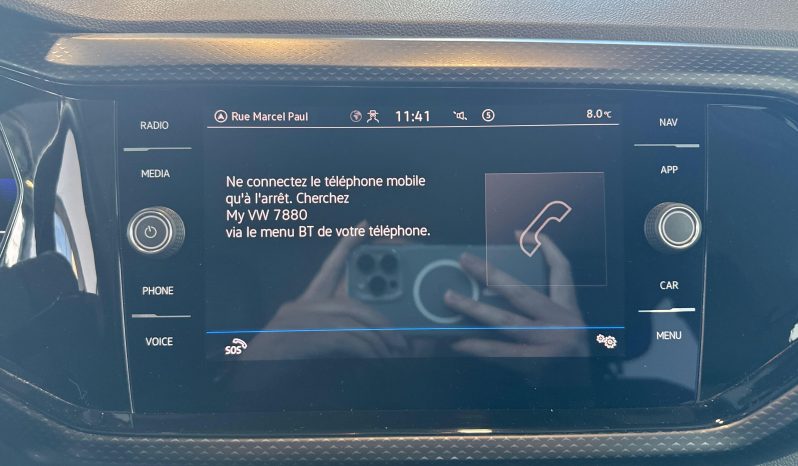 RADIO
MEDIA
PHONE
VOICE
Rue Marcel Paul 11:41 5 8.0°C
Ne connectez le téléphone mobile
qu'à l'arrêt. Cherchez
My VW 7880
via le menu BT de votre téléphone.
SOS
NAV
APP
CAR
MENU